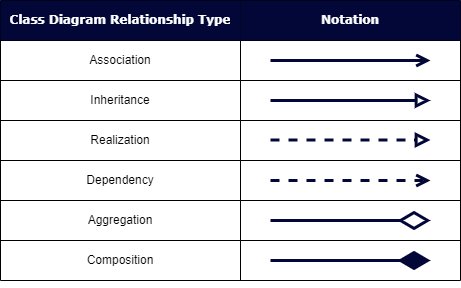 Class Diagram Relationship Type Notation
Association
Inheritance
Realization
Dependency
Aggregation
Composition